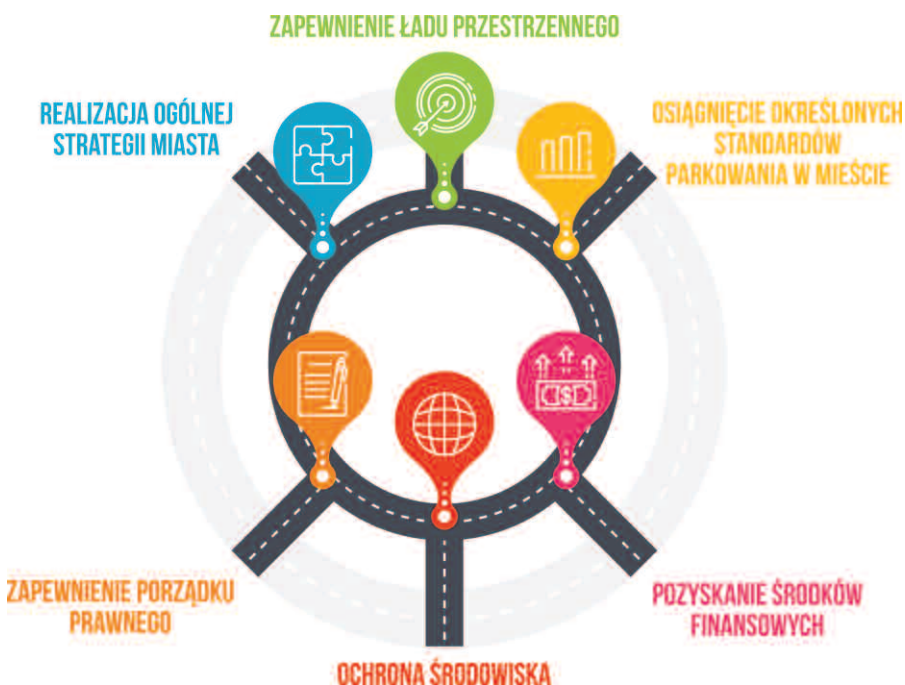 ZAPEWNIENIE ŁADU PRZESTRZENNEGO
REALIZACJA OGÓLNEJ
STRATEGII MIASTA
OSIĄGNIĘCIE OKREŚLONYCH
STANDARDÓW
PARKOWANIA W MIEŚCIE
ZAPEWNIENIE PORZĄDKU
PRAWNEGO
POZYSKANIE ŚRODKÓW
FINANSOWYCH
OCHRONA ŚRODOWISKA